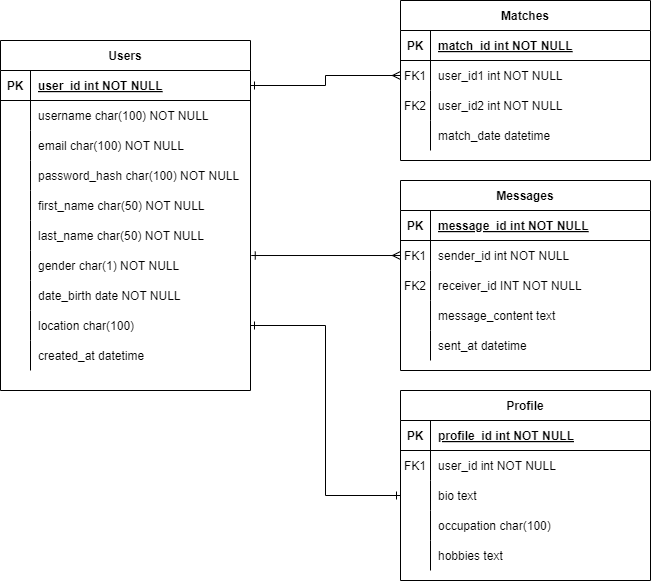 Users
PK user_id int NOT NULL
username char(100) NOT NULL
email char(100) NOT NULL
password_hash char(100) NOT NULL
first_name char(50) NOT NULL
last_name char(50) NOT NULL
gender char(1) NOT NULL
date_birth date NOT NULL
location char(100)
created_at datetime
Matches
PK match_id int NOT NULL
FK1 user_id1 int NOT NULL
FK2 user_id2 int NOT NULL
match_date datetime
Messages
PK message_id int NOT NULL
FK1 sender_id int NOT NULL
FK2 receiver_id INT NOT NULL
message_content text
sent_at datetime
Profile
PK profile_id int NOT NULL
FK1 user_id int NOT NULL
bio text
occupation char(100)
hobbies text